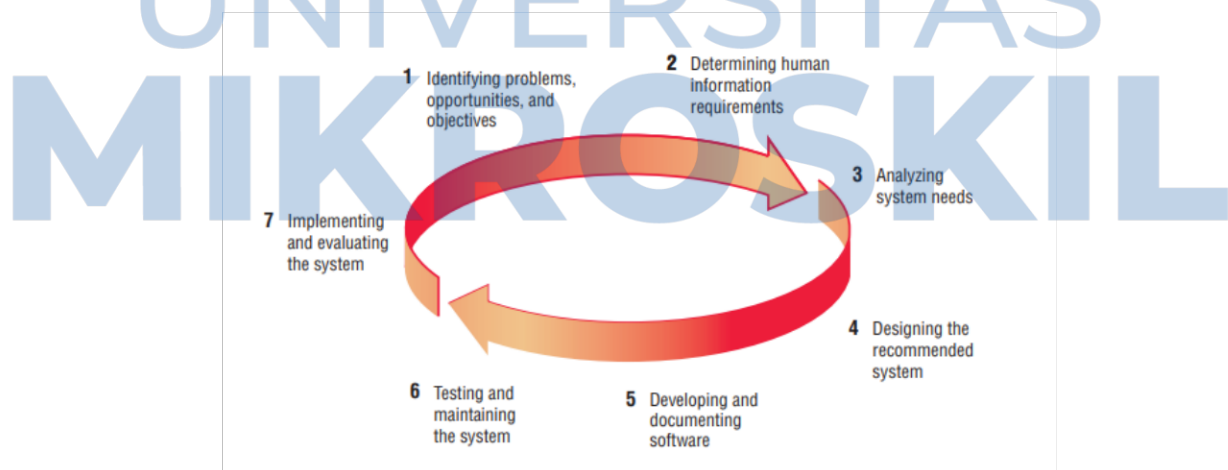 UNIVERSITAS
MIKROSKIL
1 Identifying problems,
opportunities, and
objectives
2 Determining human
information
requirements
3 Analyzing
system needs
4 Designing the
recommended
system
5 Developing and
documenting
software
6 Testing and
maintaining
the system
7 Implementing
and evaluating
the system